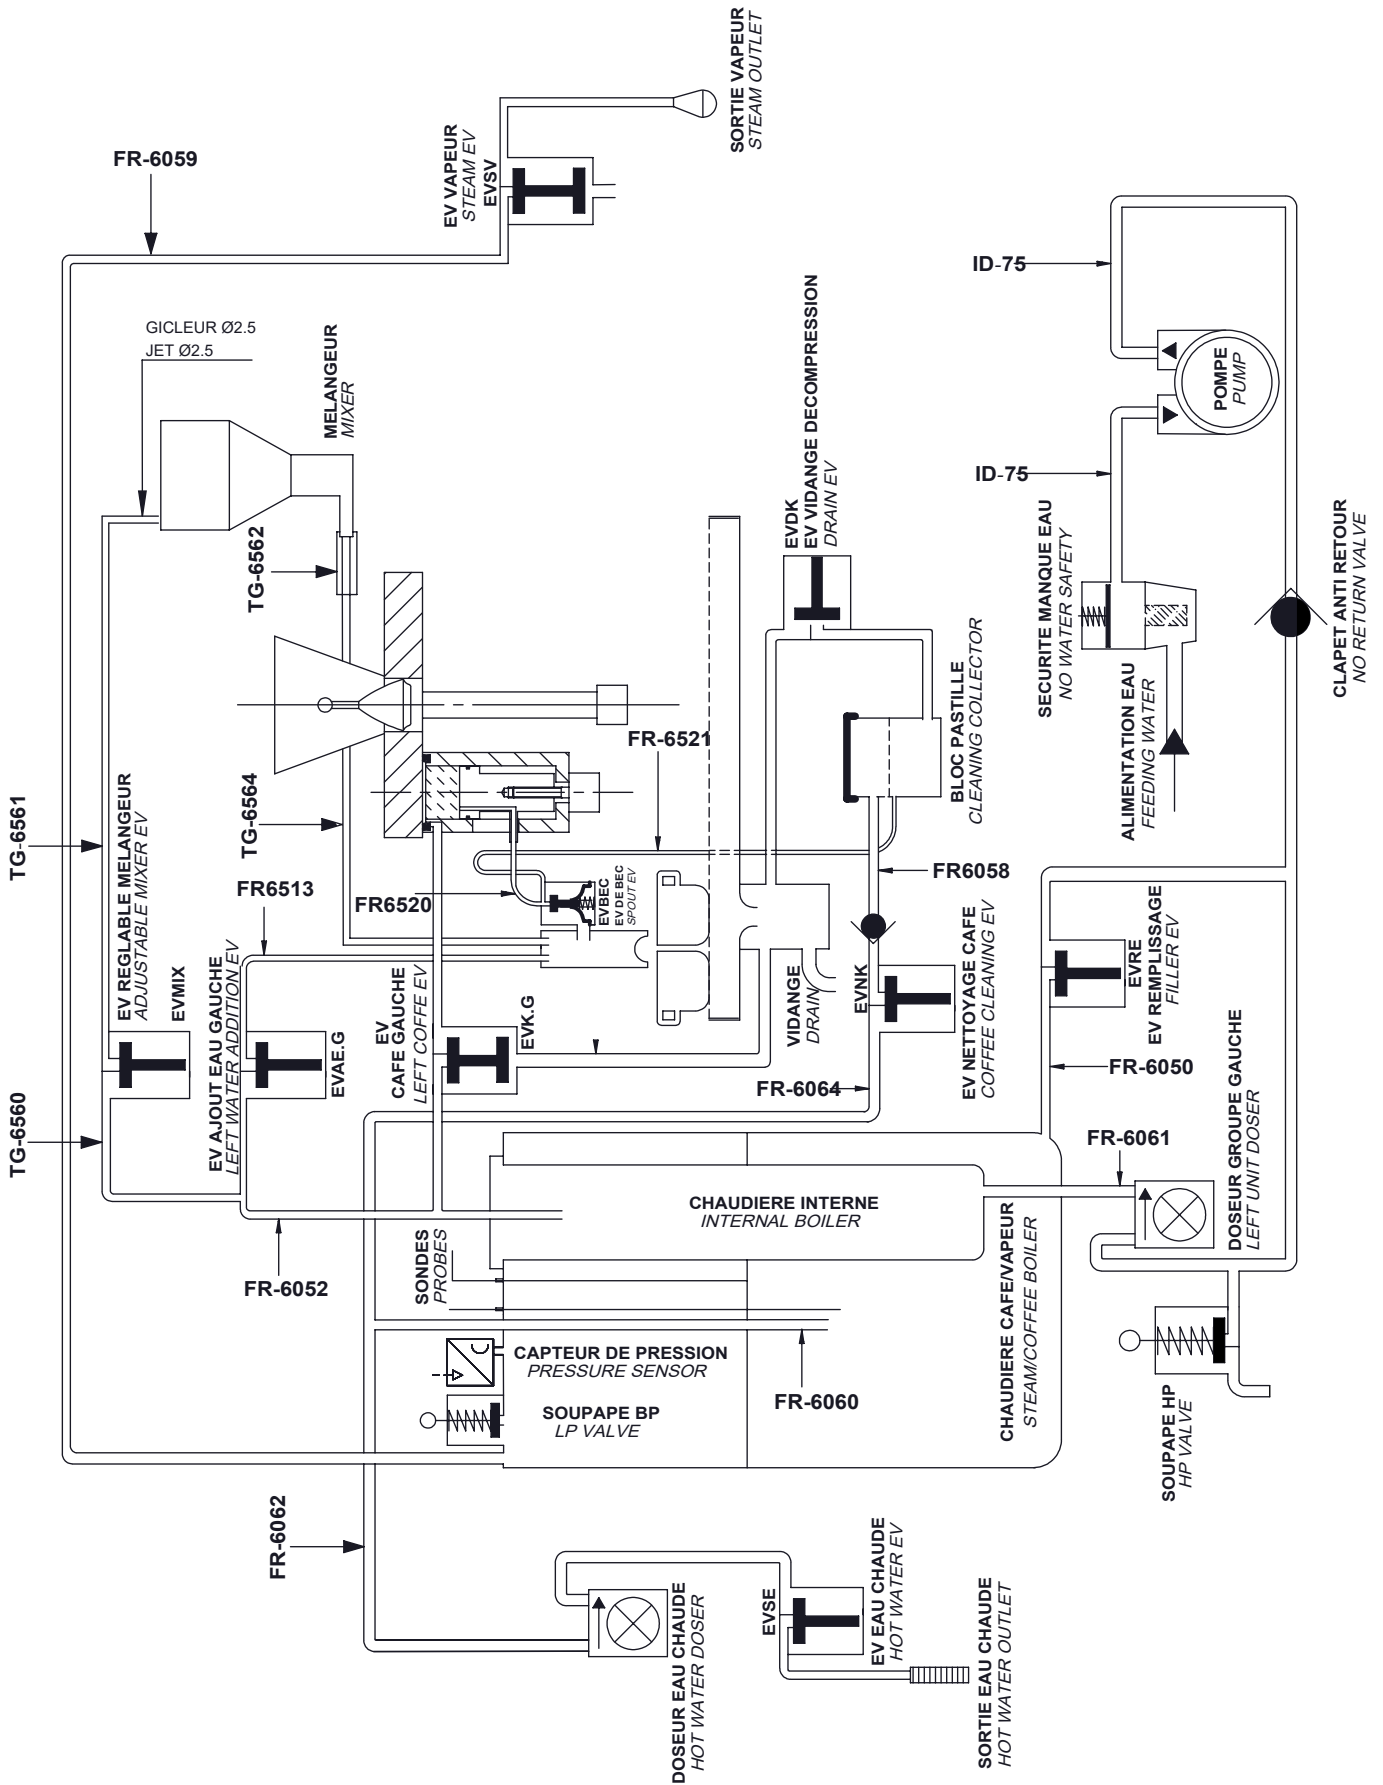 FR-6059
EV VAPEUR
STEAM EV
EVSV
SORTIE VAPEUR
STEAM OUTLET
GICLEUR Ø2.5
JET Ø2.5
MELANGEUR
MIXER
TG-6562
ID-75
POMPE
PUMP
ID-75
EVDK
EV VIDANGE DECOMPRESSION
DRAIN EV
SECURITE MANQUE EAU
NO WATER SAFETY
CLAPET ANTI RETOUR
NO RETURN VALVE
ALIMENTATION EAU
FEEDING WATER
BLOC PASTILLE
CLEANING COLLECTOR
FR-6521
TG-6561
TG-6564
EV REGLABLE MELANGEUR
ADJUSTABLE MIXER EV
EVMIX
FR6513
FR6520
EVBEC
EV DE BEC
SPOUT EV
FR6058
TG-6560
EV AJOUT EAU GAUCHE
LEFT WATER ADDITION EV
EVAE.G
EV
CAFE GAUCHE
LEFT COFFE EV
EVK.G
VIDANGE
DRAIN
EVNK
EV NETTOYAGE CAFE
COFFEE CLEANING EV
EVRE
EV REMPLISSAGE
FILLER EV
FR-6064
FR-6050
FR-6061
CHAUDIERE INTERNE
INTERNAL BOILER
DOSEUR GROUPE GAUCHE
LEFT UNIT DOSER
FR-6052
SONDES
PROBES
CAPTEUR DE PRESSION
PRESSURE SENSOR
FR-6060
SOUPAPE BP
LP VALVE
CHAUDIERE CAFE/VAPEUR
STEAM/COFFEE BOILER
SOUPAPE HP
HP VALVE
FR-6062
DOSEUR EAU CHAUDE
HOT WATER DOSER
EVSE
EV EAU CHAUDE
HOT WATER EV
SORTIE EAU CHAUDE
HOT WATER OUTLET